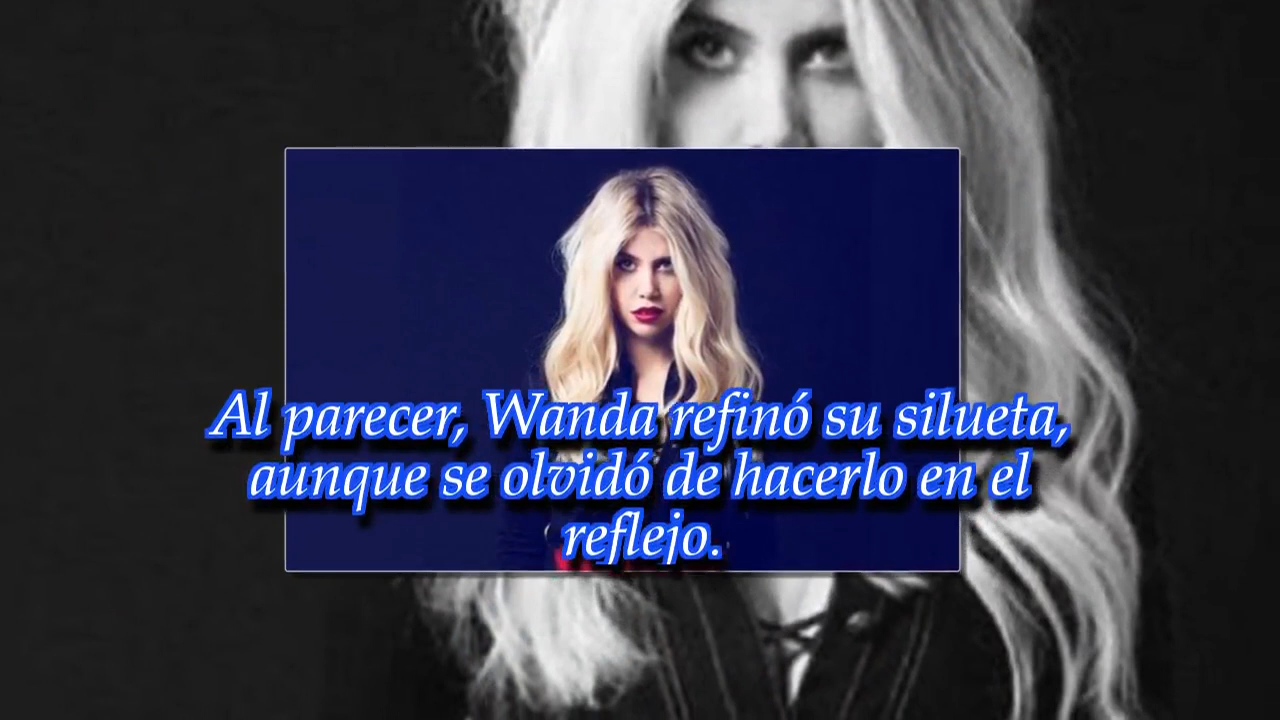 Al parecer, Wanda refinó su silueta,
aunque se olvidó de hacerlo en el
reflejo.